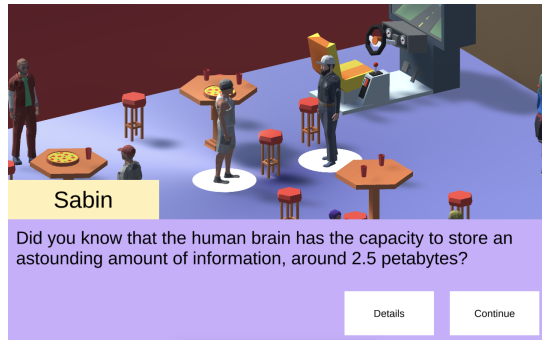 Sabin
Did you know that the human brain has the capacity to store an
astounding amount of information, around 2.5 petabytes?
Details
Continue